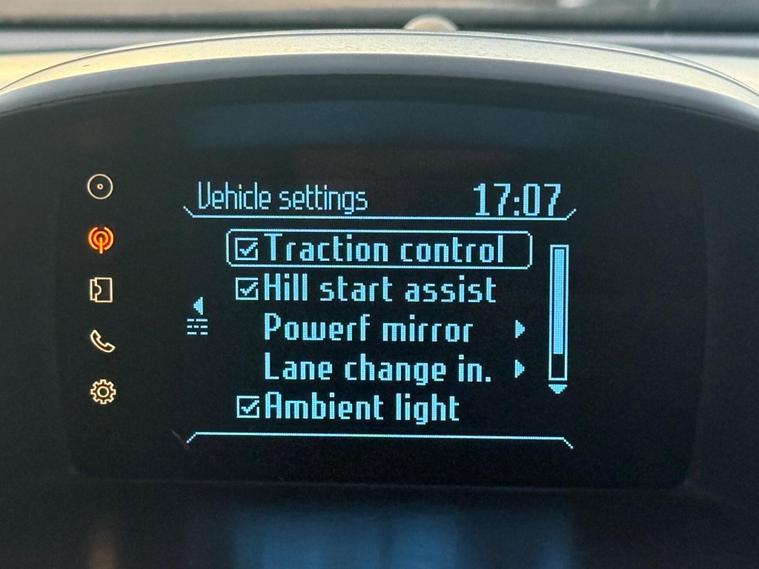 Vehicle settings 17:07
Traction control
Hill start assist
Powerf mirror
Lane change in.
Ambient light